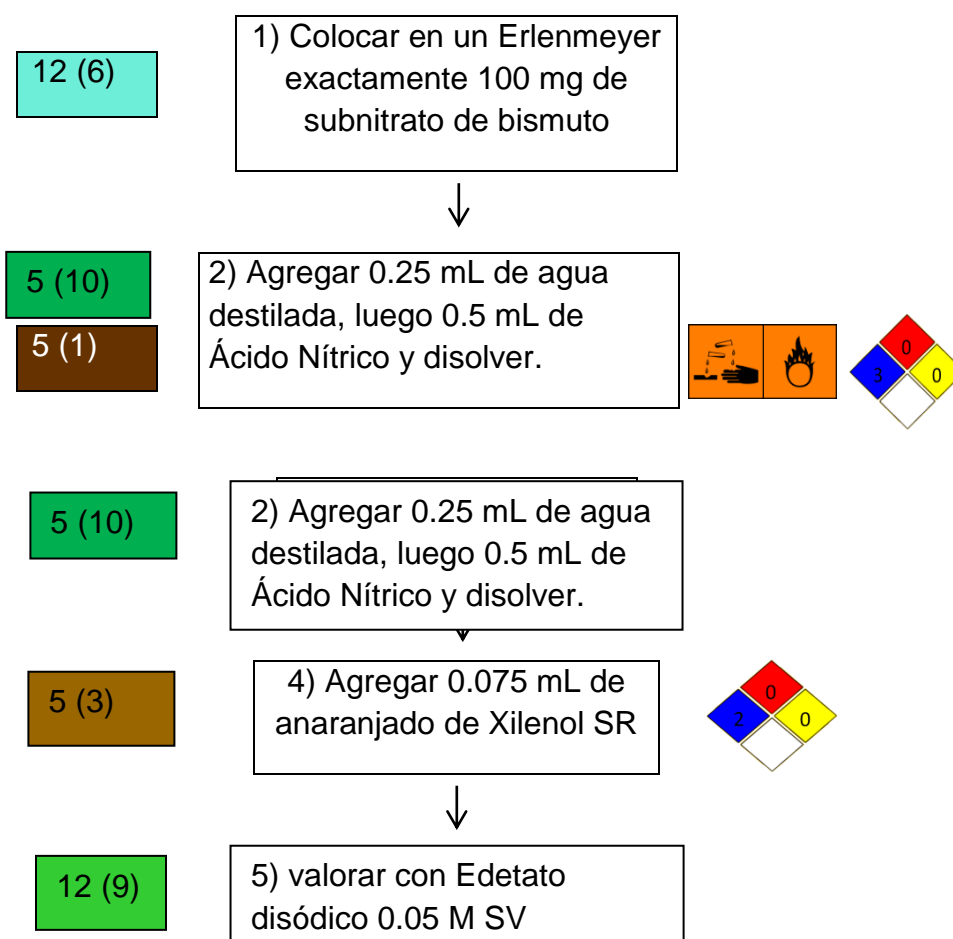 12 (6)
1) Colocar en un Erlenmeyer
exactamente 100 mg de
subnitrato de bismuto
5 (10)
5 (1)
2) Agregar 0.25 mL de agua
destilada, luego 0.5 mL de
Ácido Nítrico y disolver.
0
3
0
5 (10)
2) Agregar 0.25 mL de agua
destilada, luego 0.5 mL de
Ácido Nítrico y disolver.
5 (3)
4) Agregar 0.075 mL de
anaranjado de Xilenol SR
0
2
0
12 (9)
5) valorar con Edetato
disódico 0.05 M SV